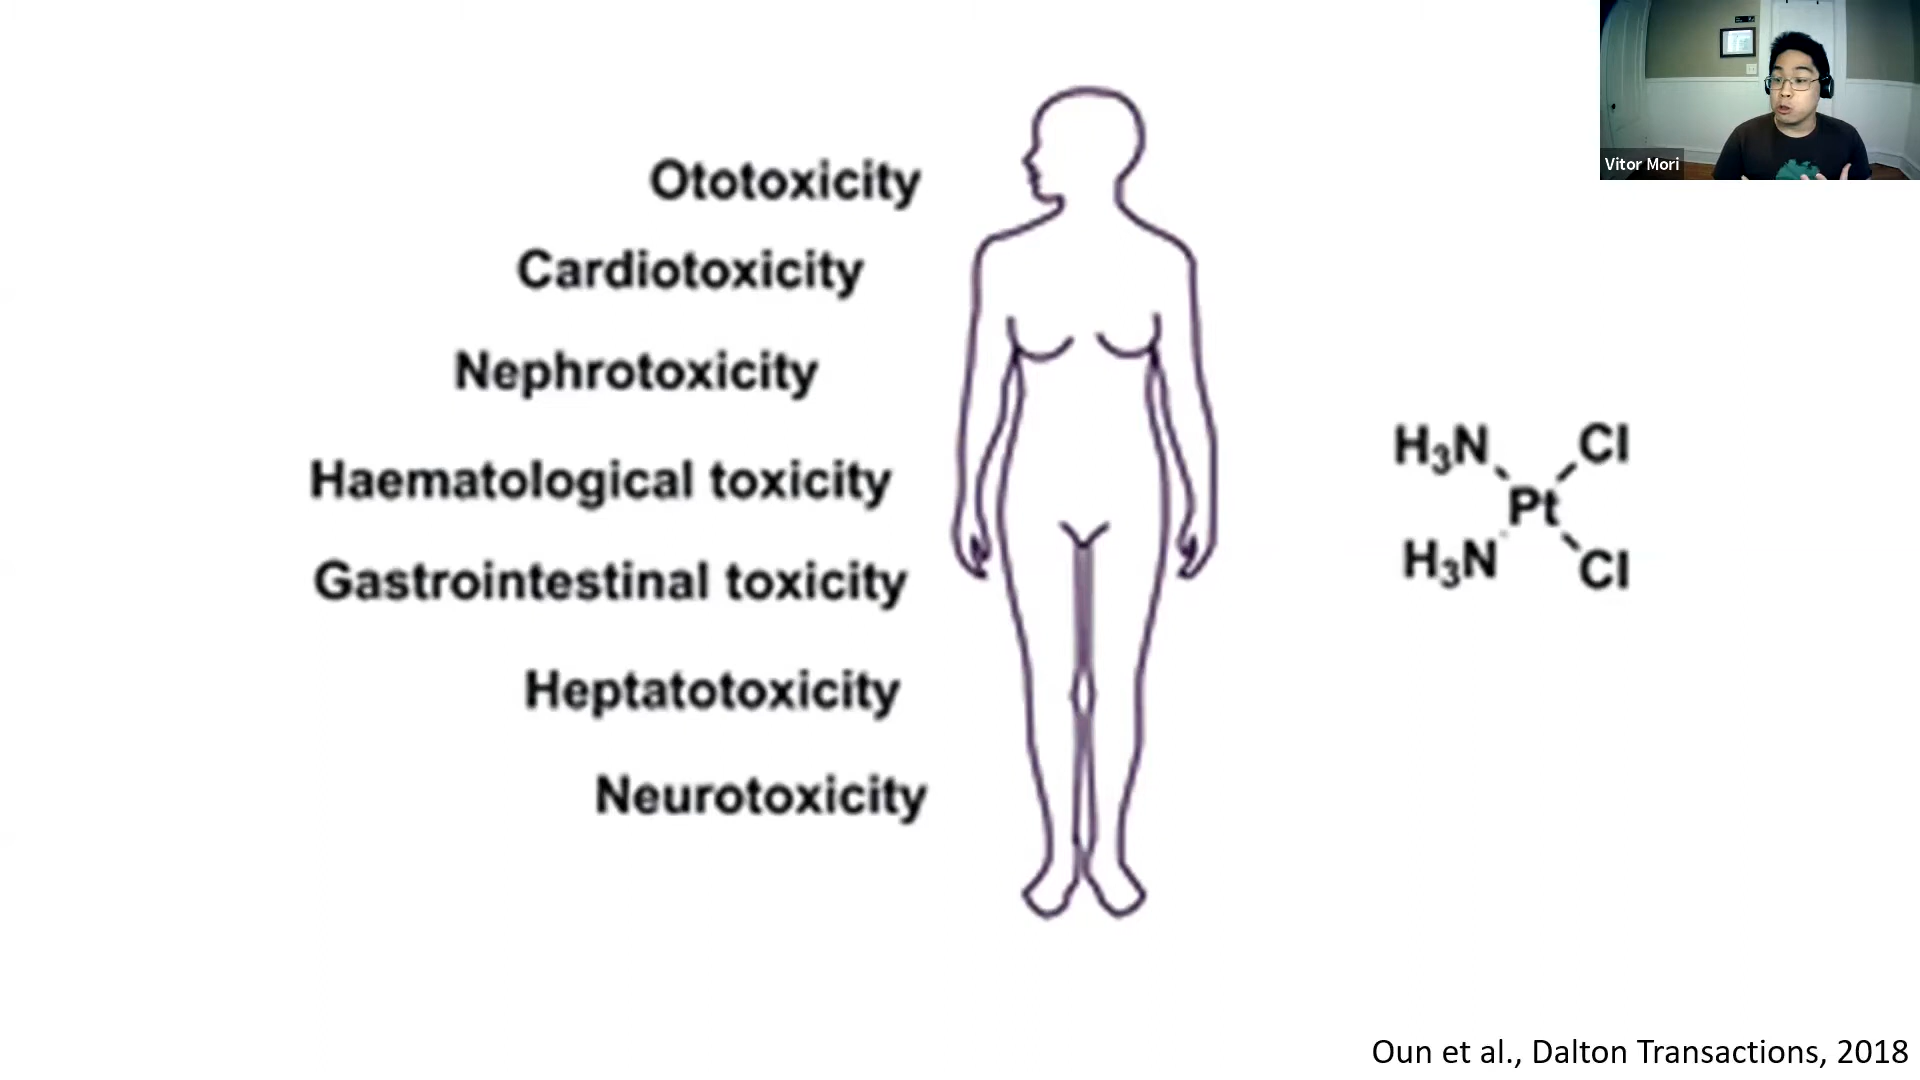 Vitor Mori
Ototoxicity
Cardiotoxicity
Nephrotoxicity
Haematological toxicity
Gastrointestinal toxicity
Heptatotoxicity
Neurotoxicity
H₃N Cl
Pt
H₃N Cl
Oun et al., Dalton Transactions, 2018